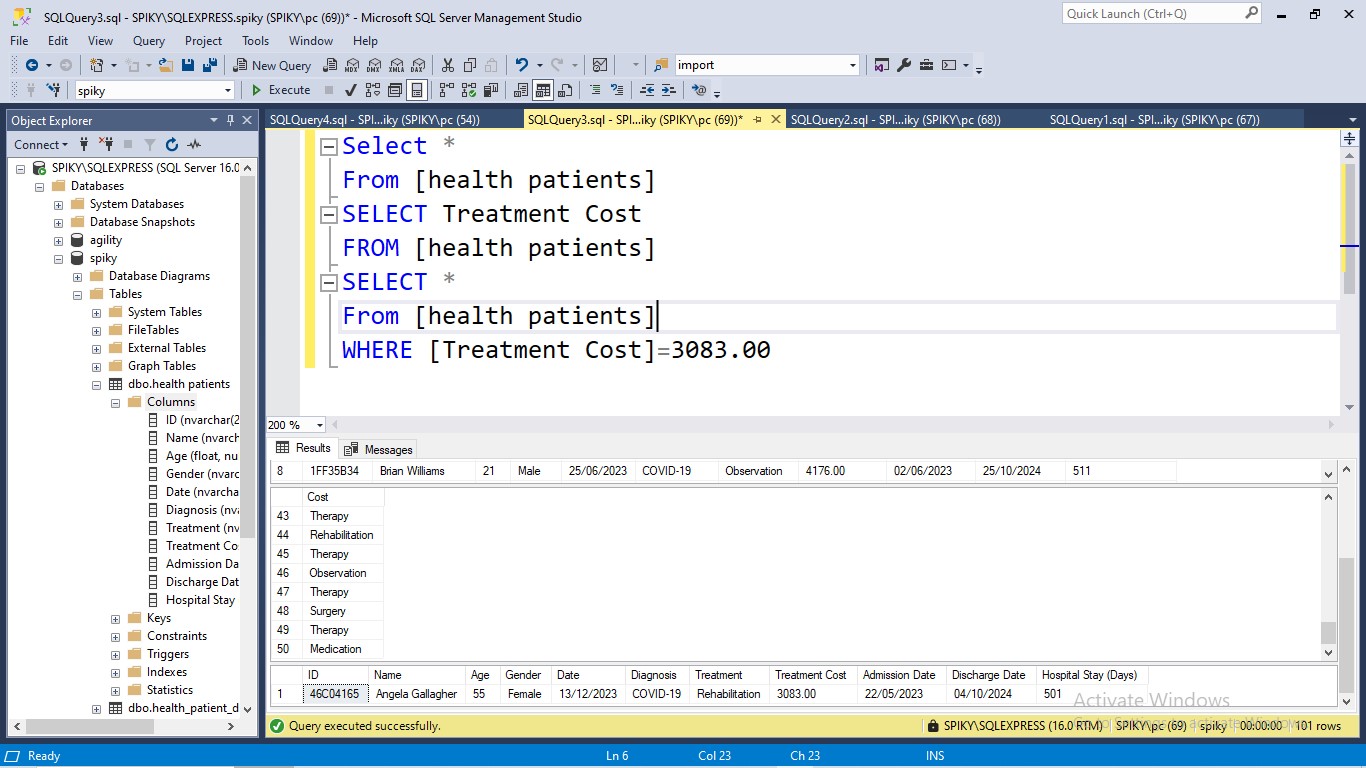 SQLQuery3.sql - SPIKY\SQLEXPRESS.spiky (SPIKY\pc (69))* - Microsoft SQL Server Management Studio
Quick Launch (Ctrl+Q)
File Edit View Query Project Tools Window Help
New Query MDX DMX XMLA DAX import
spiky Execute
Object Explorer
SQLQuery4.sql - SPI...iky (SPIKY\pc (54)) SQLQuery3.sql - SPI...iky (SPIKY\pc (69))* SQLQuery2.sql - SPI...iky (SPIKY\pc (68)) SQLQuery1.sql - SPI...iky (SPIKY\pc (67))
Connect
SPIKY\SQLEXPRESS (SQL Server 16.0
Databases
System Databases
Database Snapshots
agility
spiky
Database Diagrams
Tables
System Tables
FileTables
External Tables
Graph Tables
dbo.health patients
Columns
ID (nvarchar(2
Name (nvarch
Age (float, nu
Gender (nvarc
Date (nvarcha
Diagnosis (nva
Treatment (nv
Treatment Co
Admission Da
Discharge Dat
Hospital Stay
Keys
Constraints
Triggers
Indexes
Statistics
dbo.health_patient_d
Select *
From [health patients]
SELECT Treatment Cost
FROM [health patients]
SELECT *
From [health patients]
WHERE [Treatment Cost]=3083.00
200 %
Results Messages
8 1FF35B34 Brian Williams 21 Male 25/06/2023 COVID-19 Observation 4176.00 02/06/2023 25/10/2024 511
Cost
43 Therapy
44 Rehabilitation
45 Therapy
46 Observation
47 Therapy
48 Surgery
49 Therapy
50 Medication
ID Name Age Gender Date Diagnosis Treatment Treatment Cost Admission Date Discharge Date Hospital Stay (Days)
1 46C04165 Angela Gallagher 55 Female 13/12/2023 COVID-19 Rehabilitation 3083.00 22/05/2023 04/10/2024 501
Activate Windows
Query executed successfully. SPIKY\SQLEXPRESS (16.0 RTM) SPIKY\pc (69) spiky 00:00:00 101 rows
Ready Ln 6 Col 23 Ch 23 INS